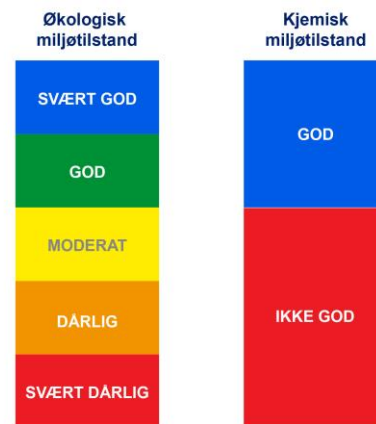 Økologisk
miljøtilstand
SVÆRT GOD
GOD
MODERAT
DÅRLIG
SVÆRT DÅRLIG
Kjemisk
miljøtilstand
GOD
IKKE GOD